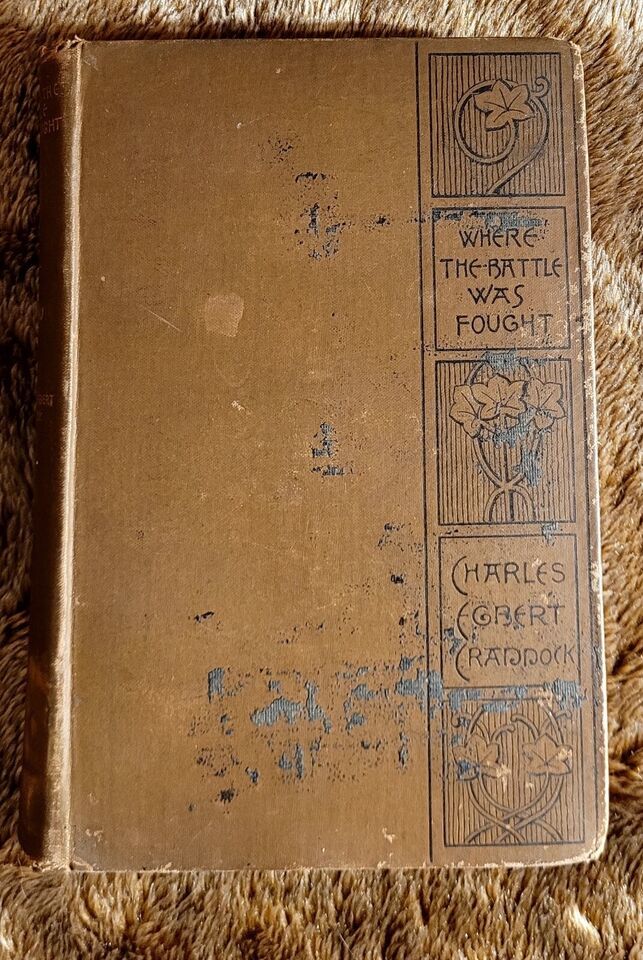 WHERE
THE·BATTLE
WAS
FOUGHT
CHARLES
EGBERT
CRADDOCK